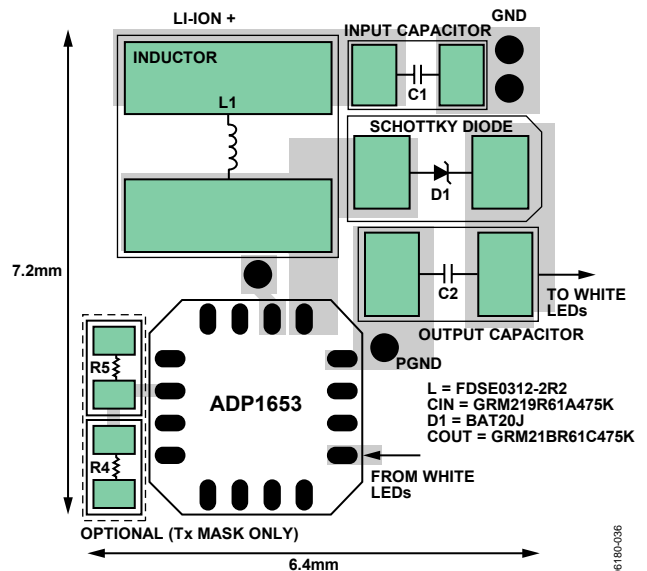 LI-ION +
GND
INPUT CAPACITOR
INDUCTOR
L1
C1
SCHOTTKY DIODE
D1
7.2mm
C2
TO WHITE
LEDs
OUTPUT CAPACITOR
PGND
R5
ADP1653
L = FDSE0312-2R2
CIN = GRM219R61A475K
D1 = BAT20J
COUT = GRM21BR61C475K
R4
FROM WHITE
LEDs
OPTIONAL (Tx MASK ONLY)
6.4mm
6180-036